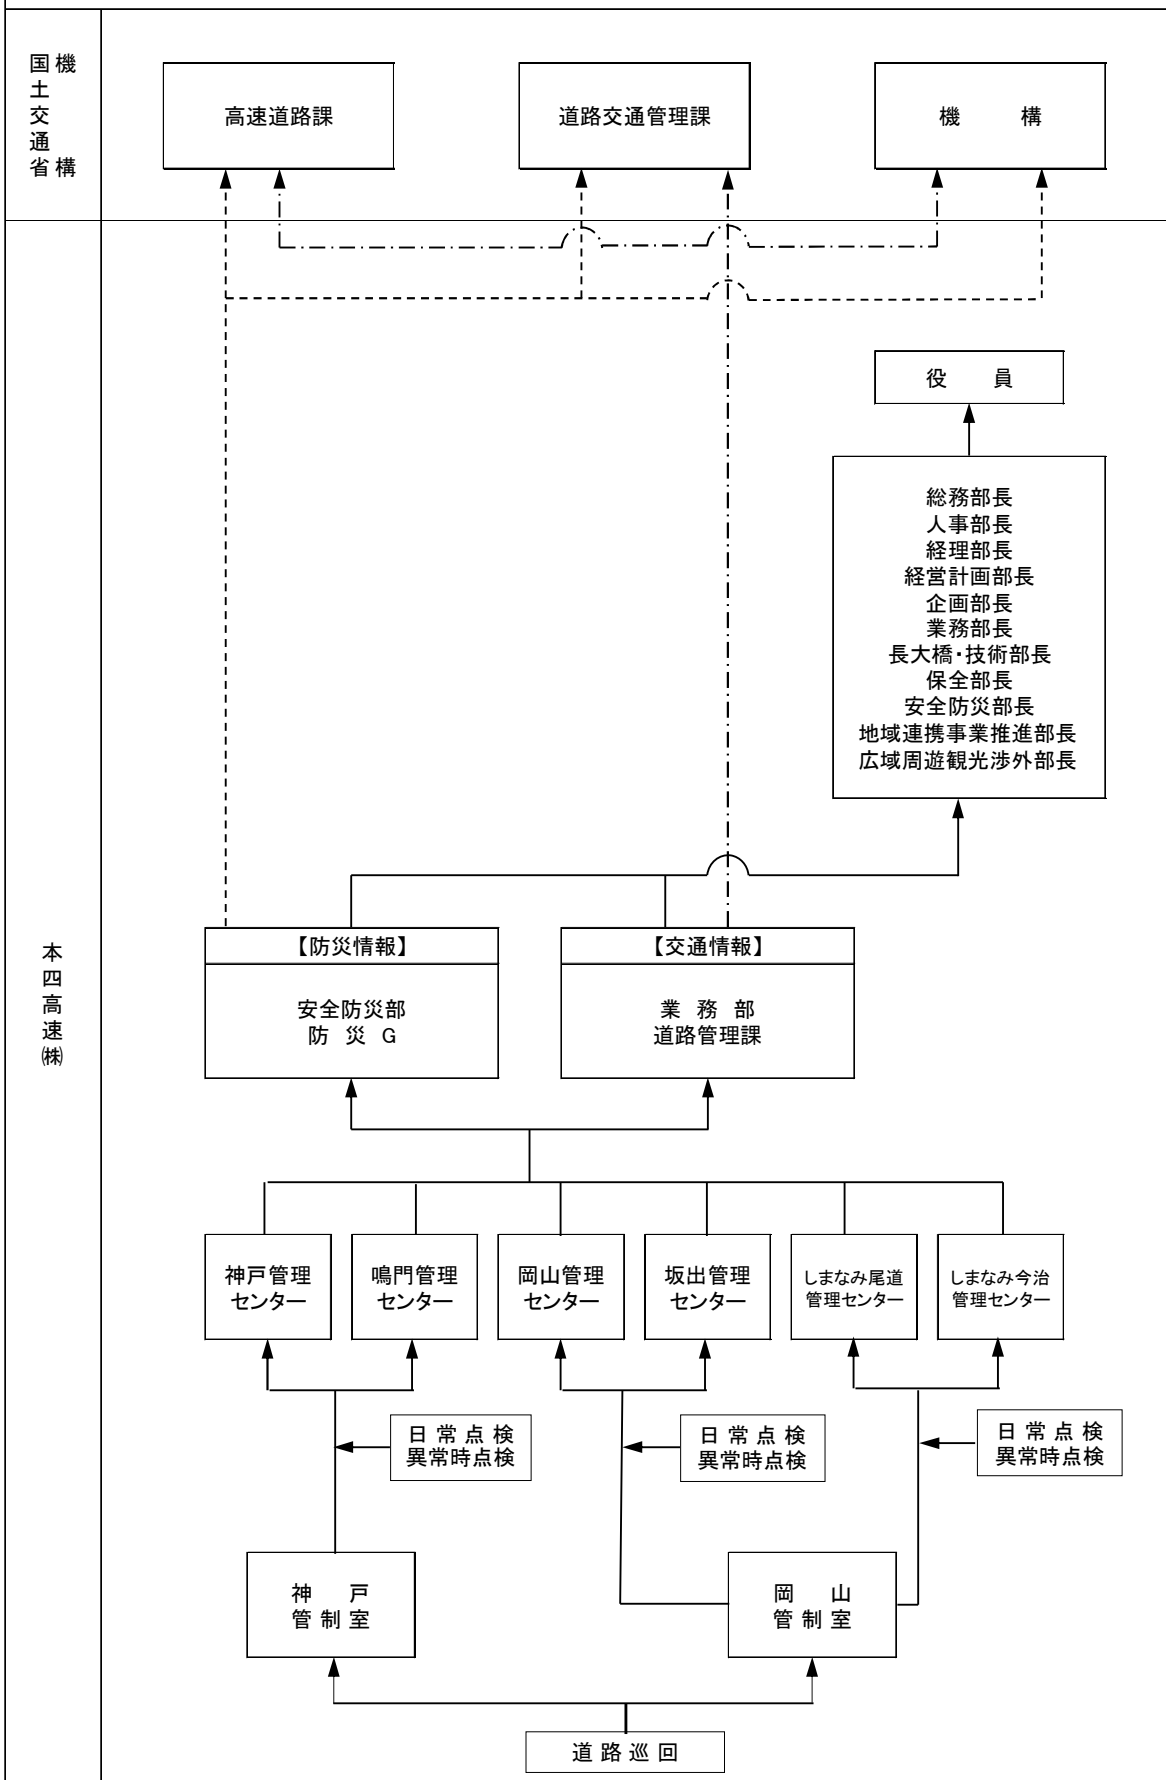 国土交通省
機構
高速道路課
道路交通管理課
機　構
役　員
総務部長
人事部長
経理部長
経営計画部長
企画部長
業務部長
長大橋・技術部長
保全部長
安全防災部長
地域連携事業推進部長
広域周遊観光渉外部長
本四高速㈱
【防災情報】
安全防災部
防 災 G
【交通情報】
業 務 部
道路管理課
神戸管理
センター
鳴門管理
センター
岡山管理
センター
坂出管理
センター
しまなみ尾道
管理センター
しまなみ今治
管理センター
日 常 点 検
異常時点検
日 常 点 検
異常時点検
日 常 点 検
異常時点検
神　戸
管 制 室
岡　山
管 制 室
道 路 巡 回